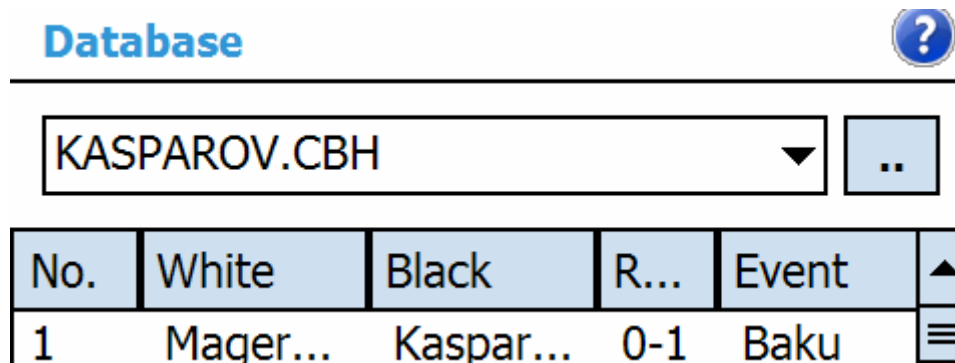 Database ?
KASPAROV.CBH ..
No. White Black R... Event
1 Mager... Kaspar... 0-1 Baku